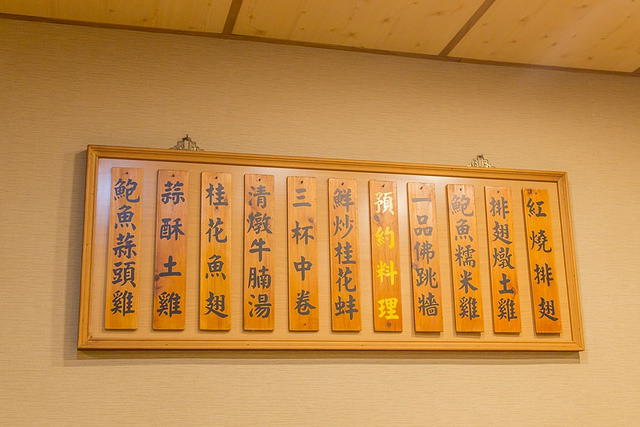 紅燒排翅
排翅燉土雞
鮑魚糯米雞
一品佛跳牆
預約料理
鮮炒桂花蚌
三杯中卷
清燉牛腩湯
桂花魚翅
蒜酥土雞
鮑魚蒜頭雞